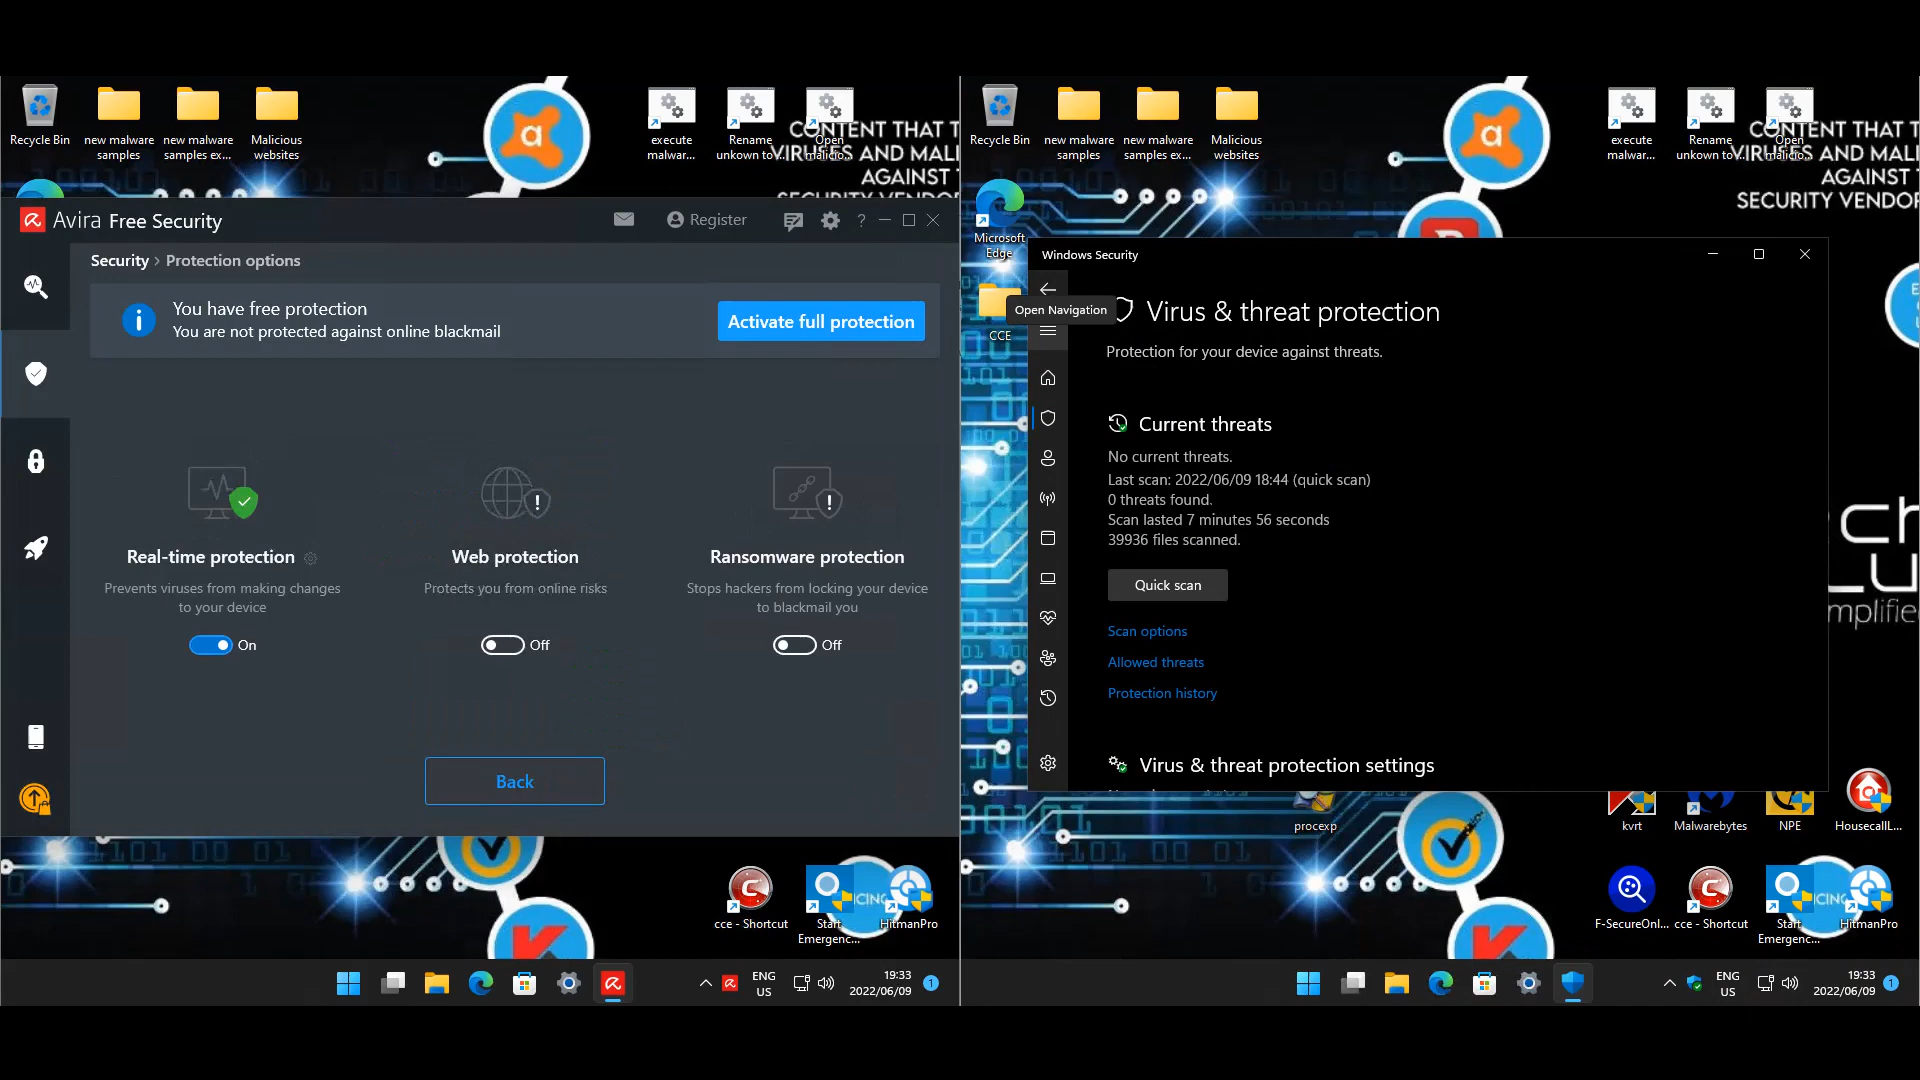 Recycle Bin
new malware
samples
new malware
samples ex...
Malicious
websites
execute
malwar...
Rename
unkown to...
Open
malicio...
CONTENT THAT T
VIRUSES AND MALI
AGAINST
SECURITY VENDOR
Avira Free Security
Register
?
Security > Protection options
You have free protection
You are not protected against online blackmail
Activate full protection
Real-time protection
Prevents viruses from making changes
to your device
On
Web protection
Protects you from online risks
Off
Ransomware protection
Stops hackers from locking your device
to blackmail you
Off
Back
cce - Shortcut
Start
Emergenc...
HitmanPro
ENG
US
19:33
2022/06/09
1
Recycle Bin
new malware
samples
new malware
samples ex...
Malicious
websites
execute
malwar...
Rename
unkown to...
Open
malicio...
CONTENT THAT T
VIRUSES AND MALI
AGAINST T
SECURITY VENDOR
Microsoft
Edge
CCE
Windows Security
Open Navigation
Virus & threat protection
Protection for your device against threats.
Current threats
No current threats.
Last scan: 2022/06/09 18:44 (quick scan)
0 threats found.
Scan lasted 7 minutes 56 seconds
39936 files scanned.
Quick scan
Scan options
Allowed threats
Protection history
Virus & threat protection settings
procexp
kvrt
Malwarebytes
NPE
HousecallL...
F-SecureOnl...
cce - Shortcut
Start
Emergenc...
HitmanPro
ENG
US
19:33
2022/06/09
1